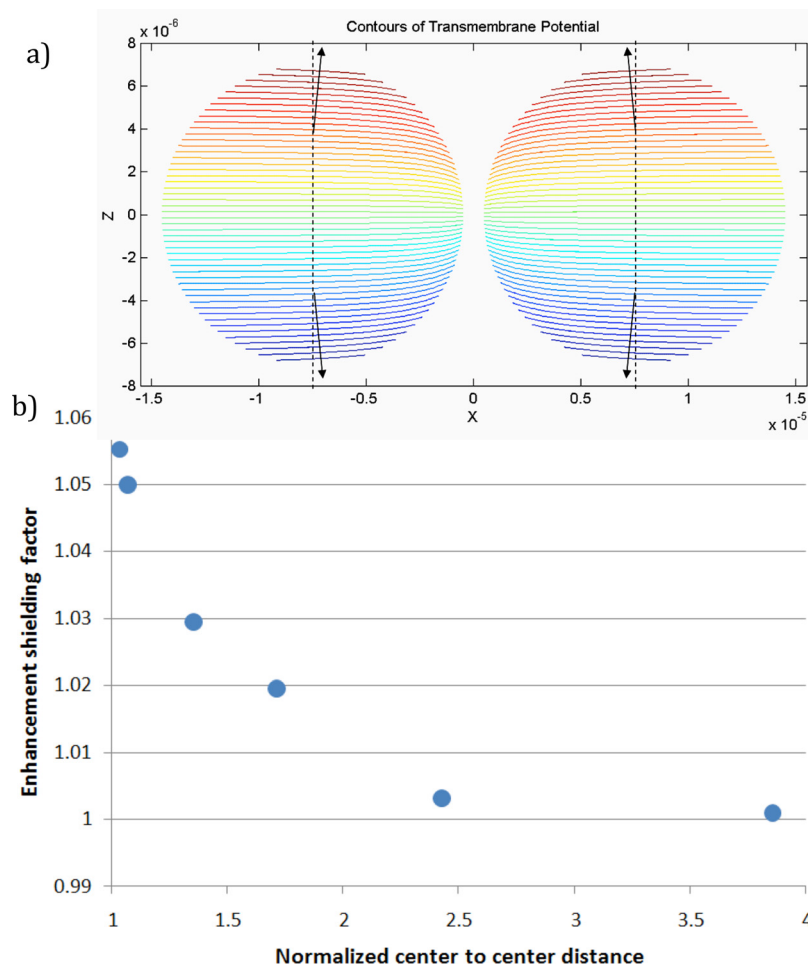 a)
Contours of Transmembrane Potential
x 10⁻⁶
8
6
4
2
0
-2
-4
-6
-8
Z
-1.5 -1 -0.5 0 0.5 1 1.5
X
x 10⁻⁵
b)
1.06
1.05
1.04
1.03
1.02
1.01
1
0.99
Enhancement shielding factor
1 1.5 2 2.5 3 3.5 4
Normalized center to center distance